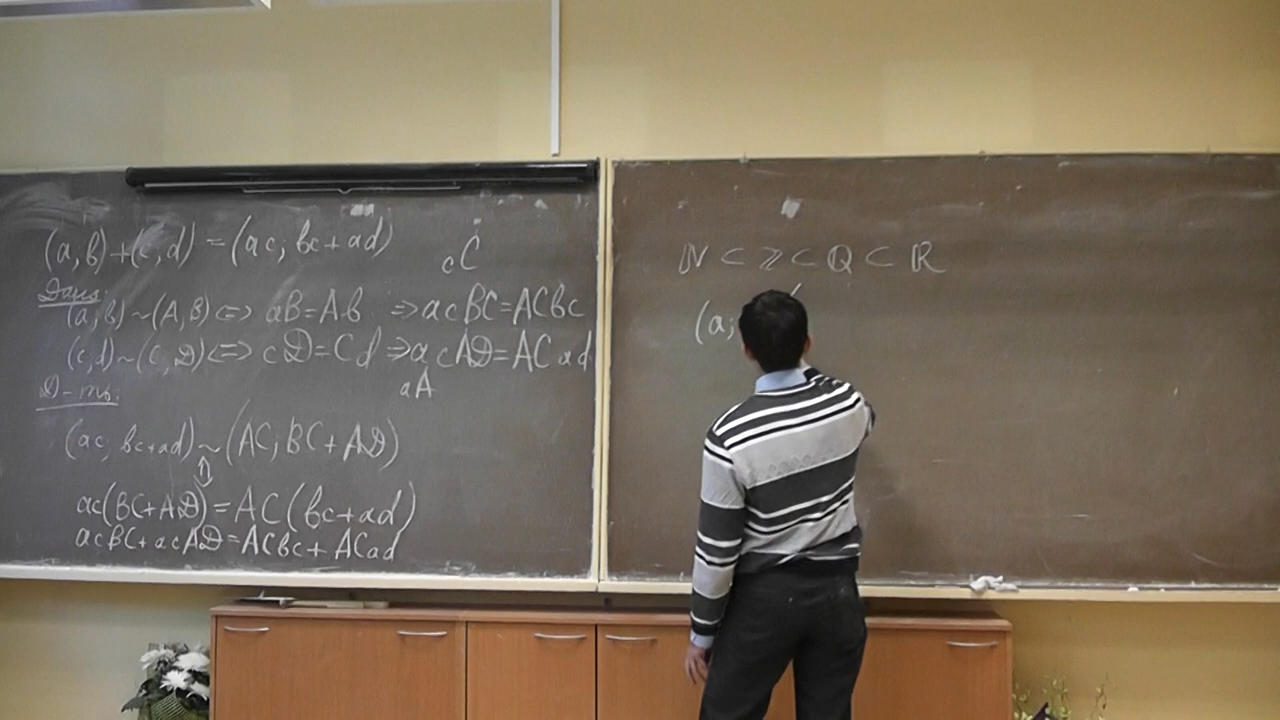 (a, b) + (c, d) = (ac, bc + ad)
cC
Дано:
(a, b) ~ (A, B) <=> aB = Ab => acBC = ACbc
(c, d) ~ (C, D) <=> cD = Cd => acAD = ACad
aA
Д-ть:
(ac, bc + ad) ~ (AC, BC + AD)
⇕
ac(BC + AD) = AC(bc + ad)
acBC + acAD = ACbc + ACad
ℕ ⊂ ℤ ⊂ ℚ ⊂ ℝ
(a;